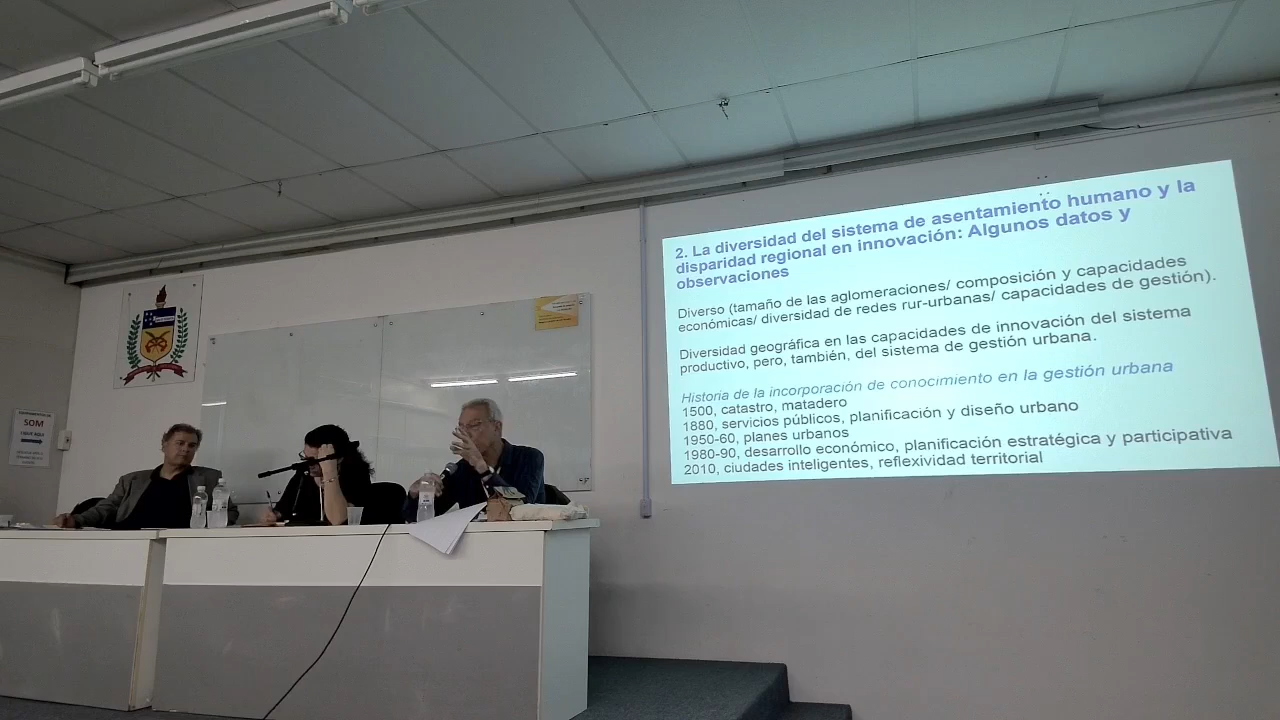 2. La diversidad del sistema de asentamiento humano y la
disparidad regional en innovación: Algunos datos y
observaciones
Diverso (tamaño de las aglomeraciones/ composición y capacidades
económicas/ diversidad de redes rur-urbanas/ capacidades de gestión).
Diversidad geográfica en las capacidades de innovación del sistema
productivo, pero, también, del sistema de gestión urbana.
Historia de la incorporación de conocimiento en la gestión urbana
1500, catastro, matadero
1880, servicios públicos, planificación y diseño urbano
1950-60, planes urbanos
1980-90, desarrollo económico, planificación estratégica y participativa
2010, ciudades inteligentes, reflexividad territorial
50M